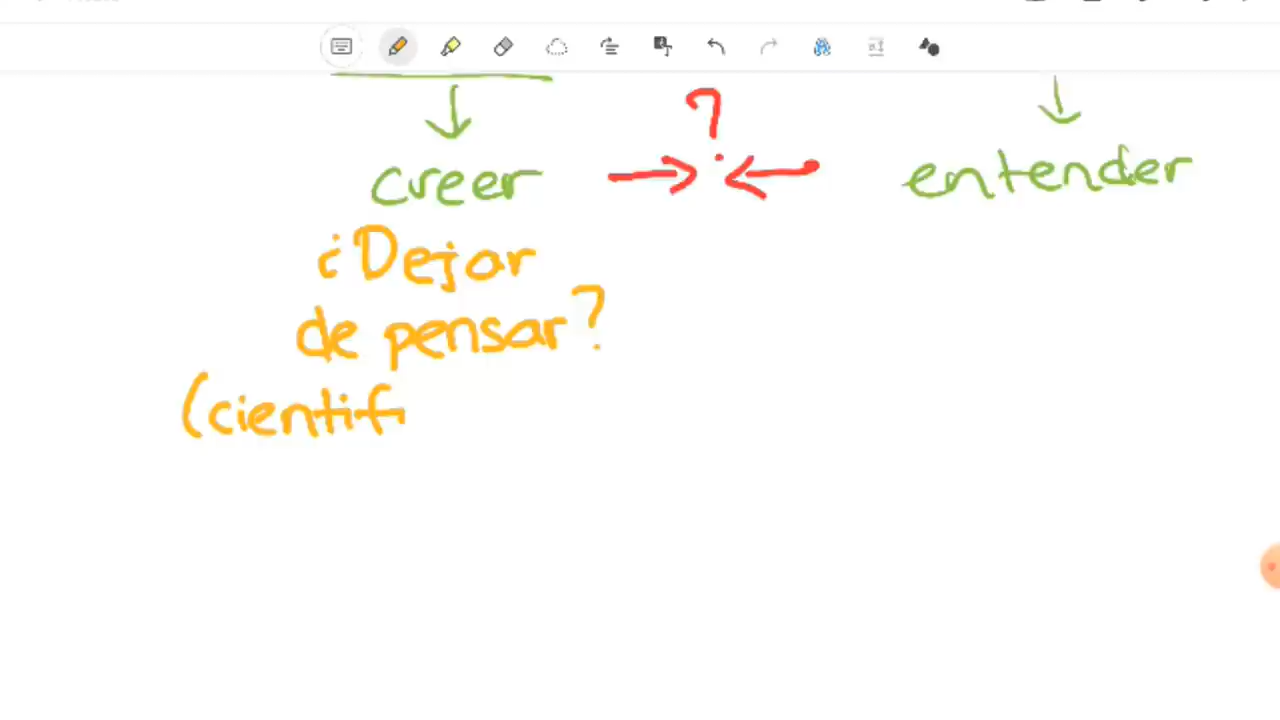 ?
creer → ← entender
¿Dejar
de pensar?
(cientifi